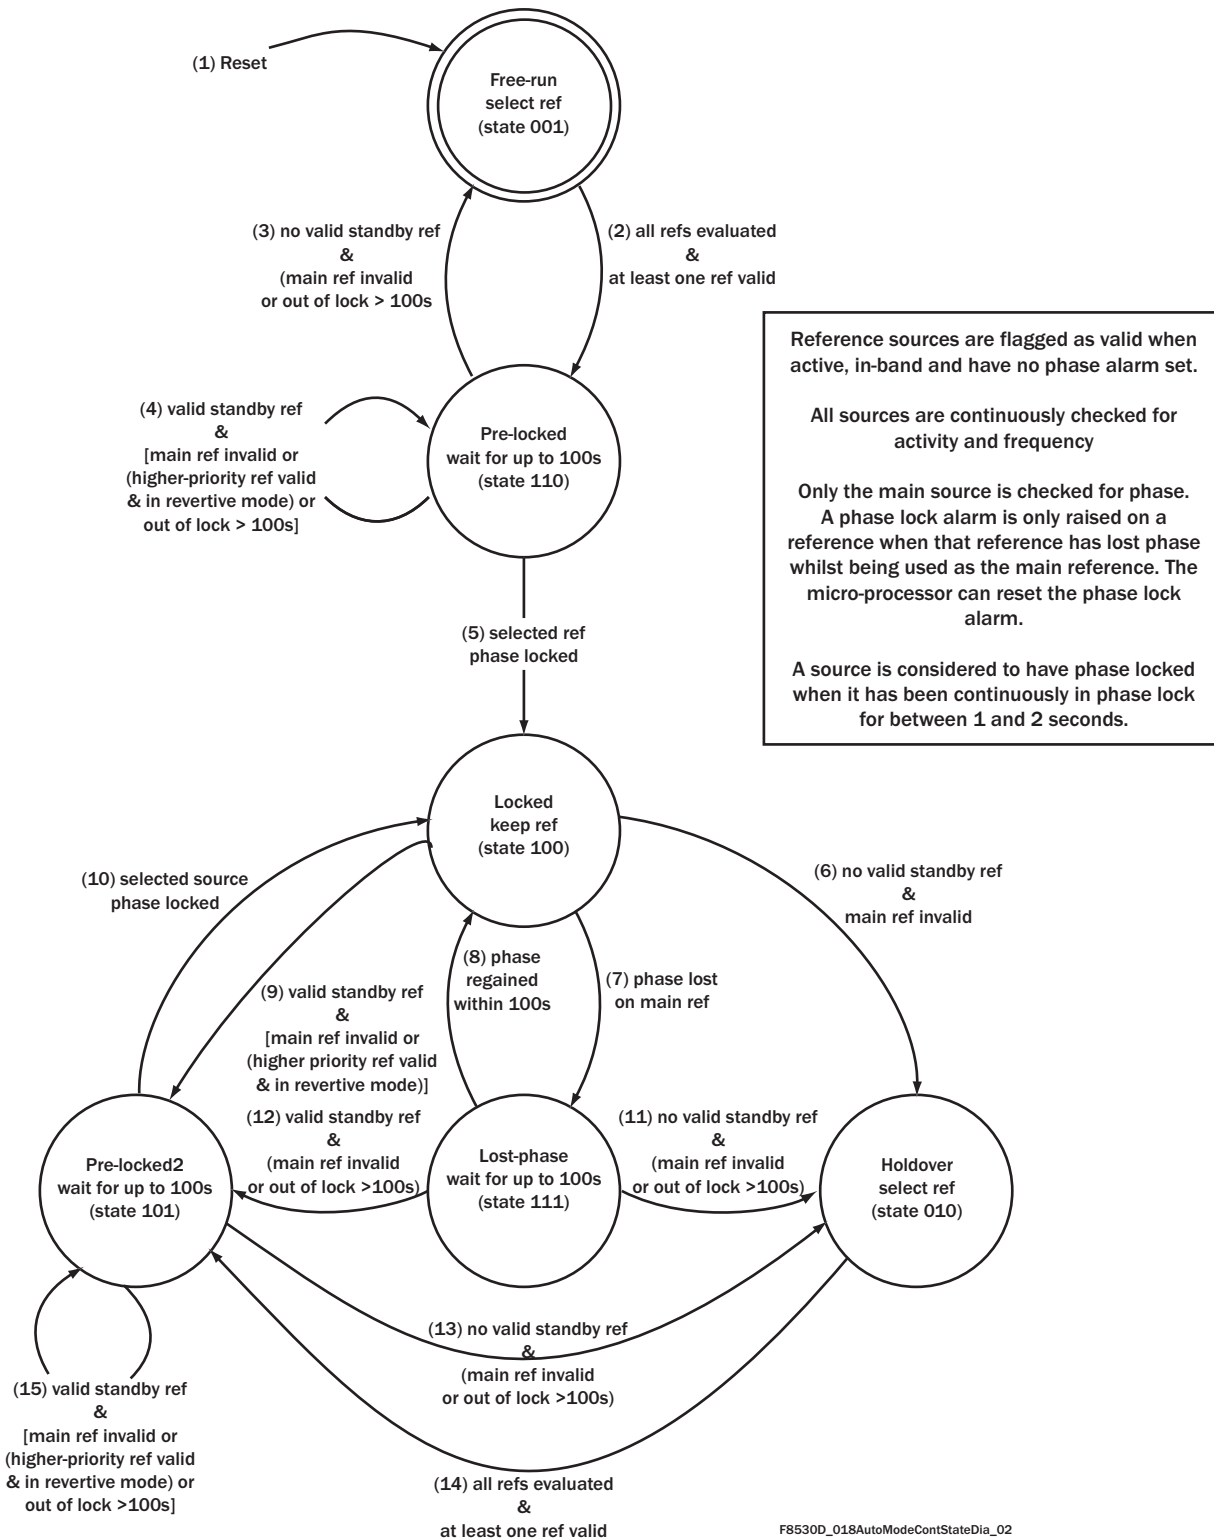 (1) Reset
Free-run
select ref
(state 001)
(3) no valid standby ref
&
(main ref invalid
or out of lock > 100s
(2) all refs evaluated
&
at least one ref valid
Reference sources are flagged as valid when
active, in-band and have no phase alarm set.
All sources are continuously checked for
activity and frequency
Only the main source is checked for phase.
A phase lock alarm is only raised on a
reference when that reference has lost phase
whilst being used as the main reference. The
micro-processor can reset the phase lock
alarm.
A source is considered to have phase locked
when it has been continuously in phase lock
for between 1 and 2 seconds.
(4) valid standby ref
&
[main ref invalid or
(higher-priority ref valid
& in revertive mode) or
out of lock > 100s]
Pre-locked
wait for up to 100s
(state 110)
(5) selected ref
phase locked
Locked
keep ref
(state 100)
(10) selected source
phase locked
(6) no valid standby ref
&
main ref invalid
(8) phase
regained
within 100s
(7) phase lost
on main ref
(9) valid standby ref
&
[main ref invalid or
(higher priority ref valid
& in revertive mode)]
(12) valid standby ref
&
(main ref invalid
or out of lock >100s)
(11) no valid standby ref
&
(main ref invalid
or out of lock >100s)
Pre-locked2
wait for up to 100s
(state 101)
Lost-phase
wait for up to 100s
(state 111)
Holdover
select ref
(state 010)
(13) no valid standby ref
&
(main ref invalid
or out of lock >100s)
(15) valid standby ref
&
[main ref invalid or
(higher-priority ref valid
& in revertive mode) or
out of lock >100s]
(14) all refs evaluated
&
at least one ref valid
F8530D_018AutoModeContStateDia_02